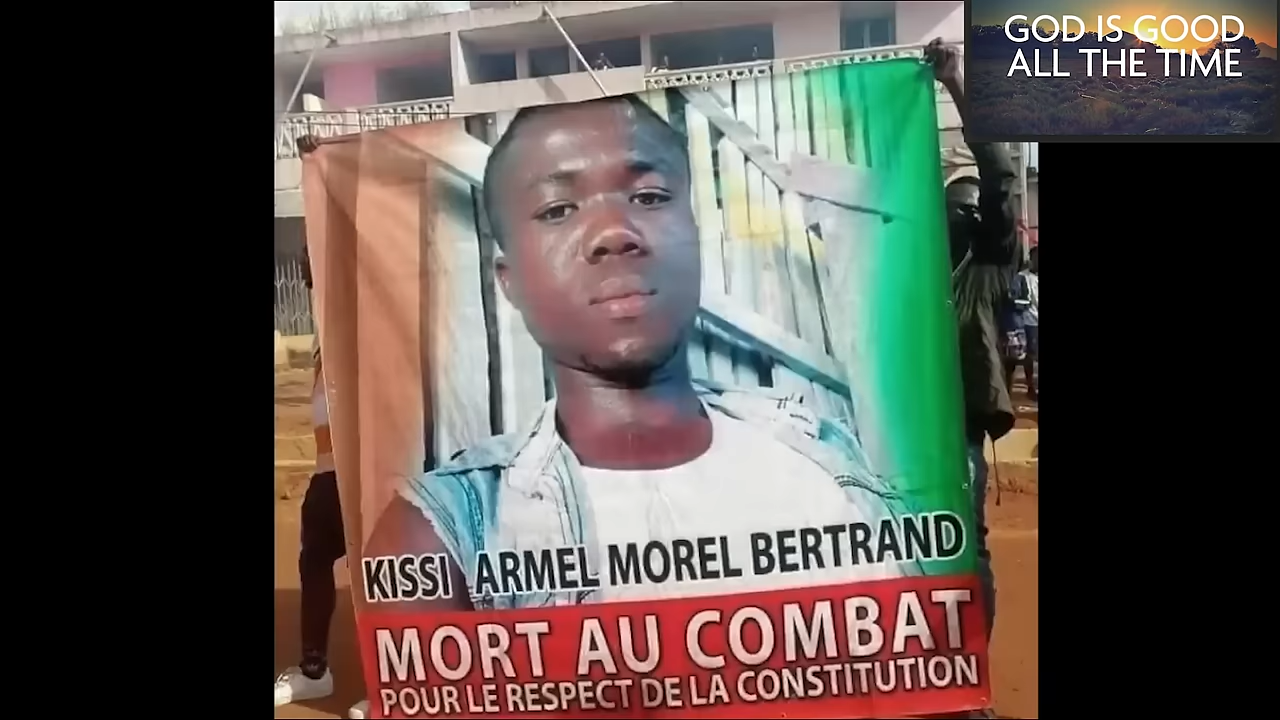 GOD IS GOOD
ALL THE TIME
KISSI ARMEL MOREL BERTRAND
MORT AU COMBAT
POUR LE RESPECT DE LA CONSTITUTION